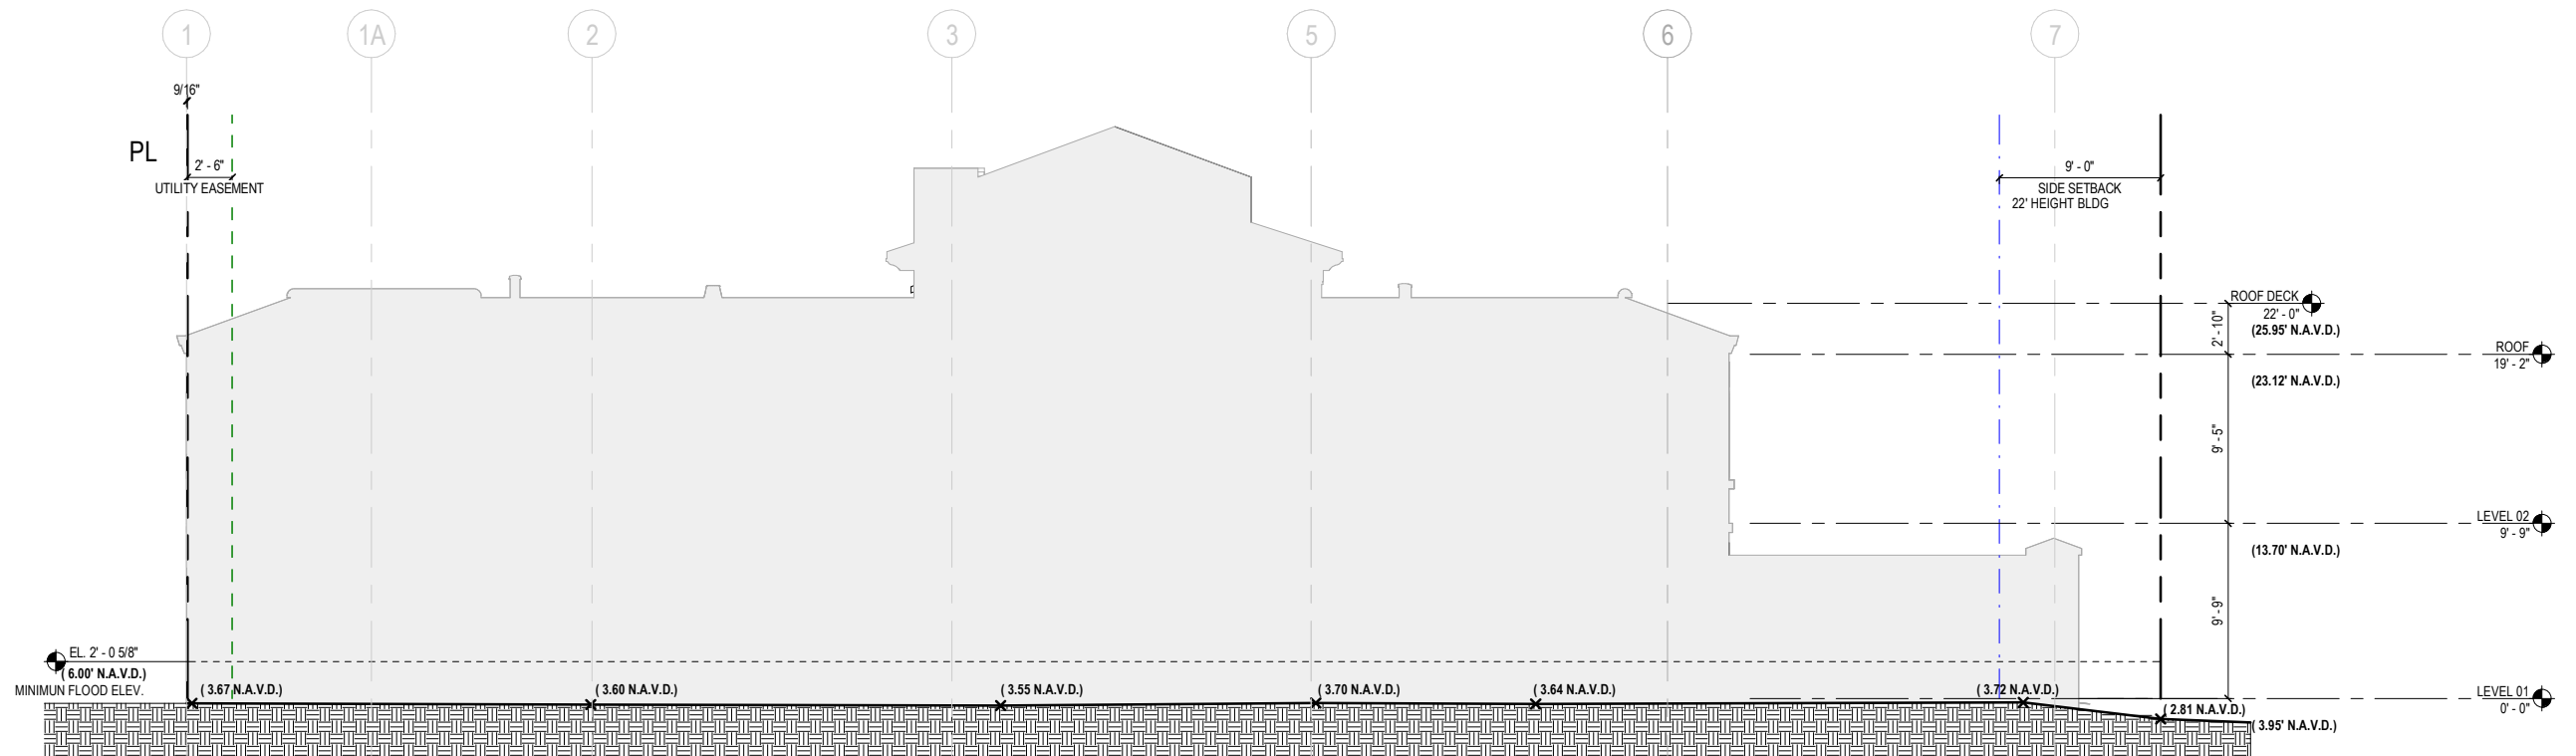 1
1A
2
3
5
6
7
9/16"
PL
2' - 6"
UTILITY EASEMENT
9' - 0"
SIDE SETBACK
22' HEIGHT BLDG
ROOF DECK
22' - 0"
(25.95' N.A.V.D.)
2' - 10"
ROOF
19' - 2"
(23.12' N.A.V.D.)
9' - 5"
LEVEL 02
9' - 9"
(13.70' N.A.V.D.)
9' - 9"
EL. 2' - 0 5/8"
( 6.00' N.A.V.D.)
MINIMUN FLOOD ELEV.
( 3.67 N.A.V.D.)
( 3.60 N.A.V.D.)
( 3.55 N.A.V.D.)
( 3.70 N.A.V.D.)
( 3.64 N.A.V.D.)
( 3.72 N.A.V.D.)
( 2.81 N.A.V.D.)
LEVEL 01
0' - 0"
( 3.95' N.A.V.D.)